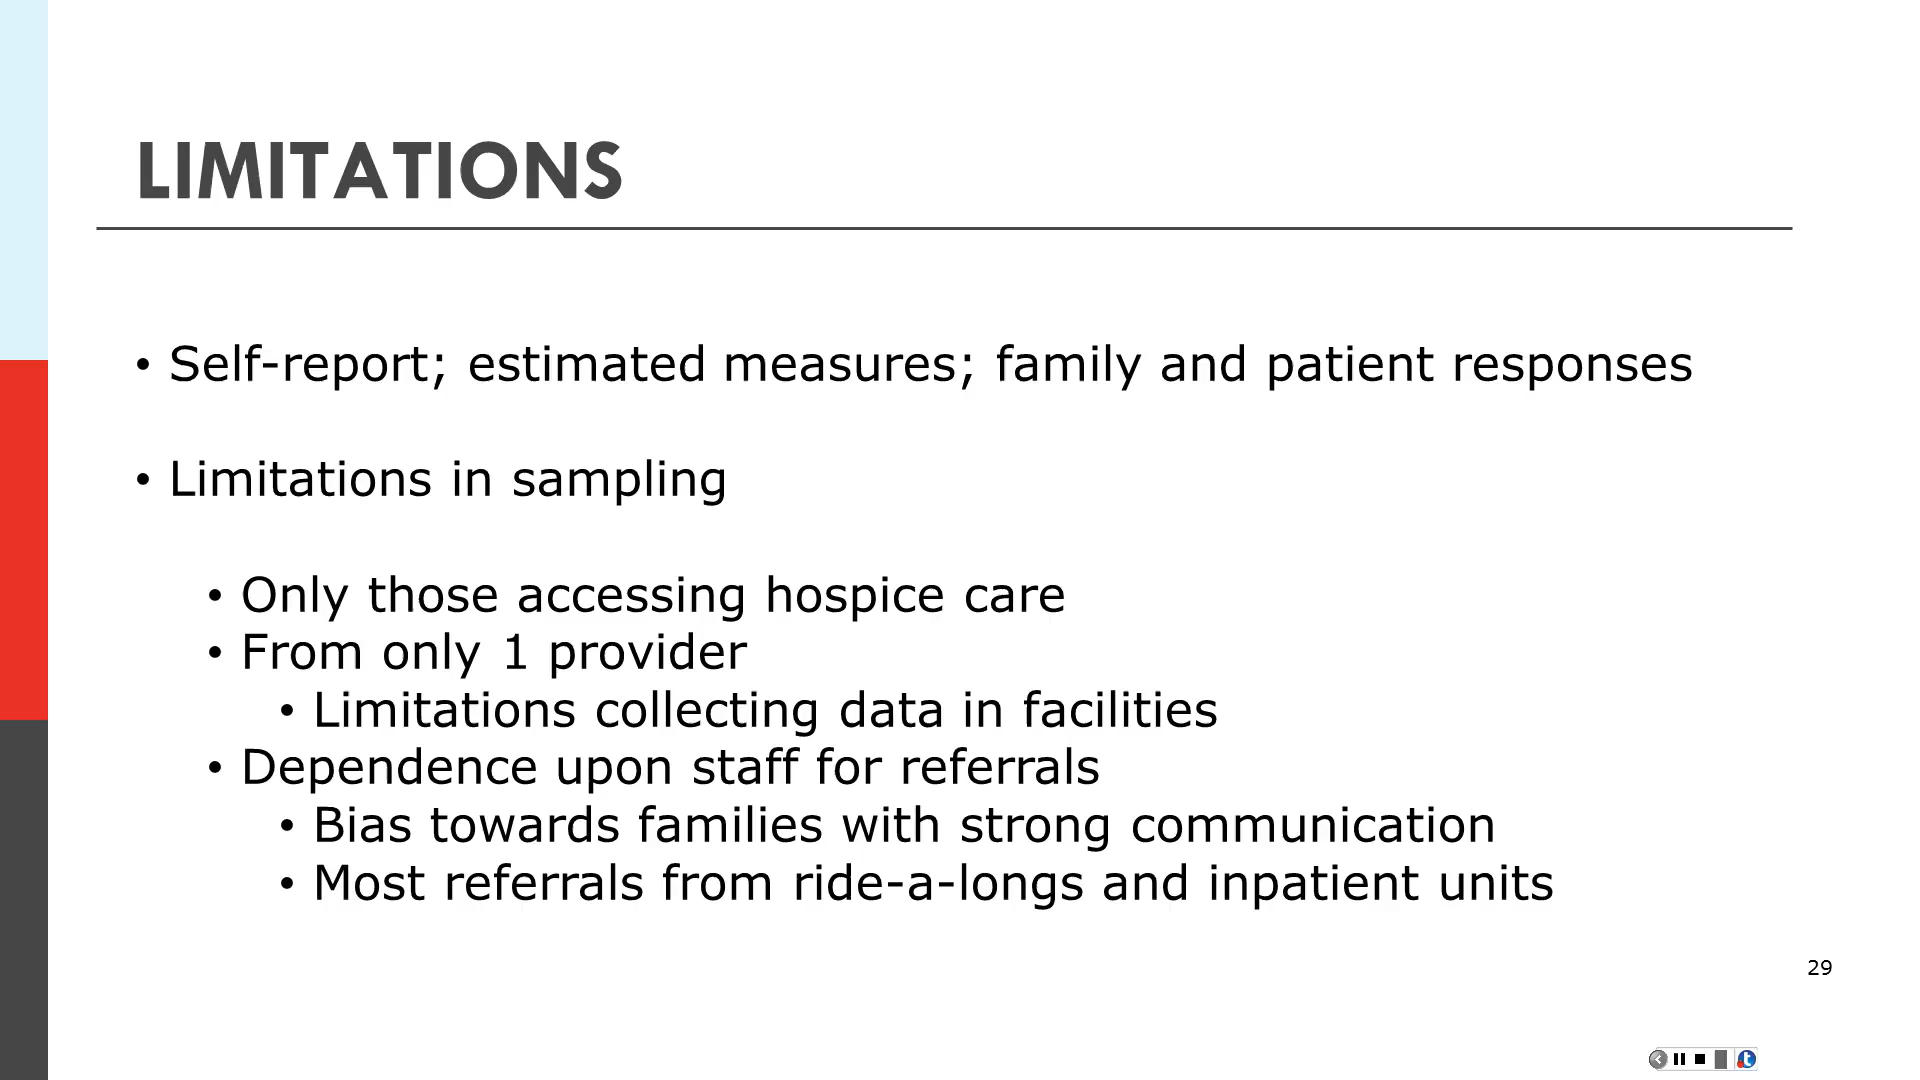 LIMITATIONS
• Self-report; estimated measures; family and patient responses
• Limitations in sampling
• Only those accessing hospice care
• From only 1 provider
• Limitations collecting data in facilities
• Dependence upon staff for referrals
• Bias towards families with strong communication
• Most referrals from ride-a-longs and inpatient units
29
t